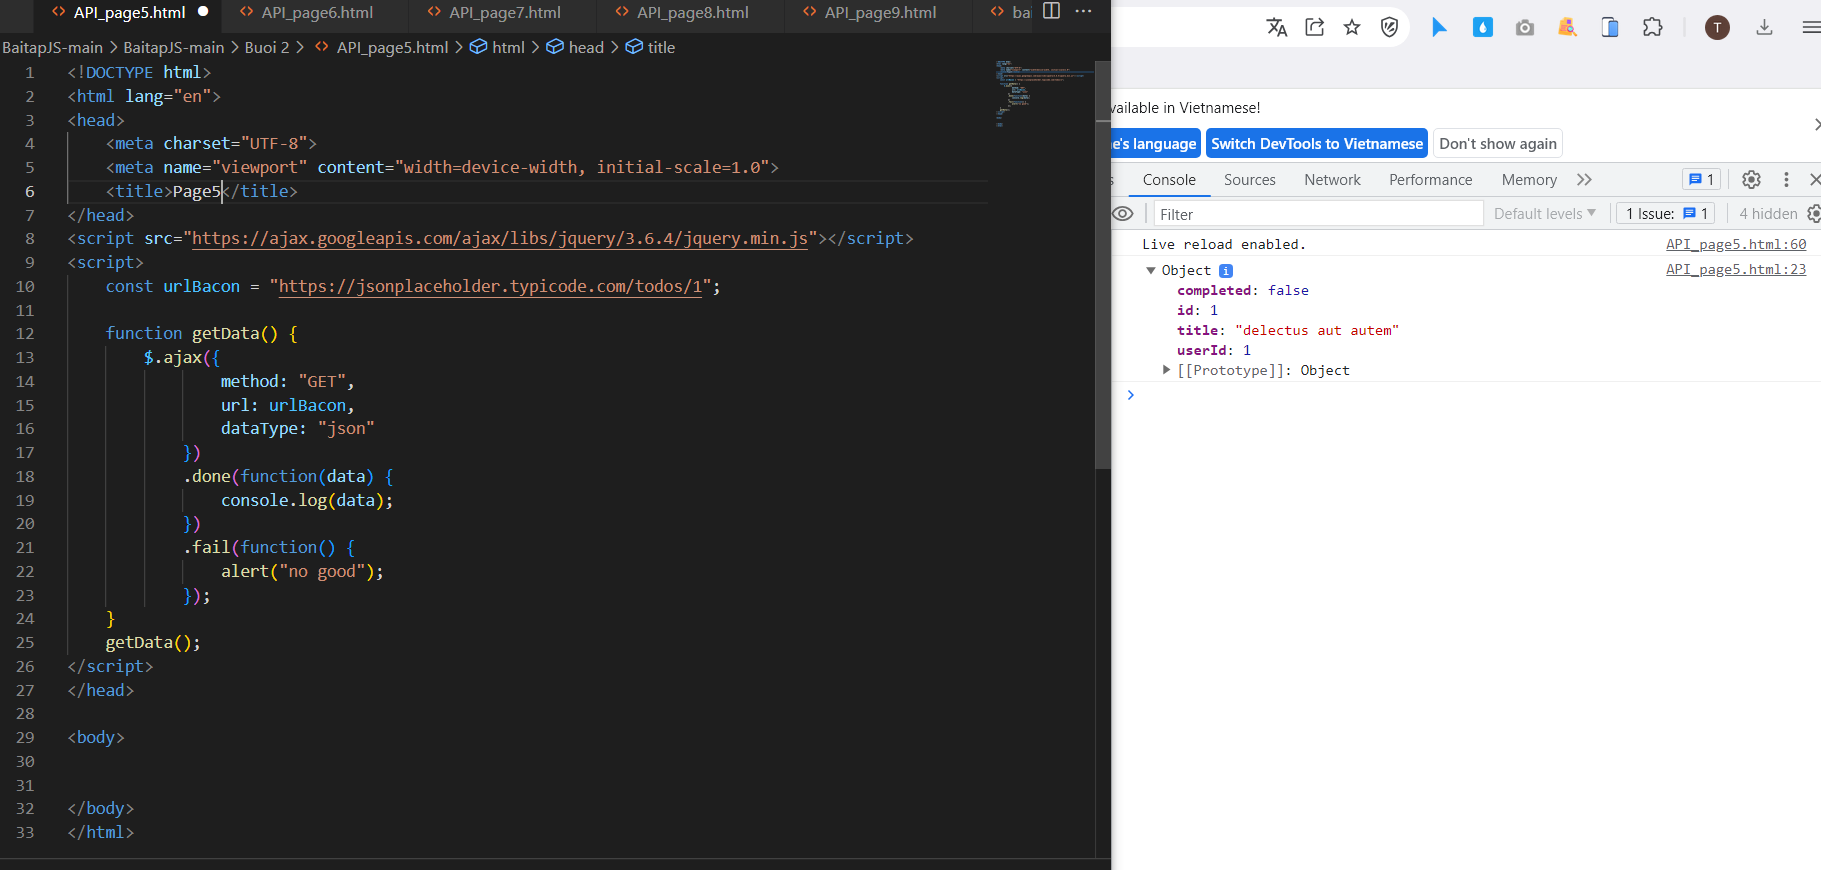 API_page5.html
API_page6.html
API_page7.html
API_page8.html
API_page9.html
BaitapJS-main > BaitapJS-main > Buoi 2 > API_page5.html > html > head > title
1 <!DOCTYPE html>
2 <html lang="en">
3 <head>
4 <meta charset="UTF-8">
5 <meta name="viewport" content="width=device-width, initial-scale=1.0">
6 <title>Page5</title>
7 </head>
8 <script src="https://ajax.googleapis.com/ajax/libs/jquery/3.6.4/jquery.min.js"></script>
9 <script>
10 const urlBacon = "https://jsonplaceholder.typicode.com/todos/1";
11
12 function getData() {
13 $.ajax({
14 method: "GET",
15 url: urlBacon,
16 dataType: "json"
17 })
18 .done(function(data) {
19 console.log(data);
20 })
21 .fail(function() {
22 alert("no good");
23 });
24 }
25 getData();
26 </script>
27 </head>
28
29 <body>
30
31
32 </body>
33 </html>
T
available in Vietnamese!
's language
Switch DevTools to Vietnamese
Don't show again
Console Sources Network Performance Memory >> 1
Filter Default levels 1 Issue: 1 4 hidden
Live reload enabled. API_page5.html:60
Object i API_page5.html:23
completed: false
id: 1
title: "delectus aut autem"
userId: 1
[[Prototype]]: Object
>